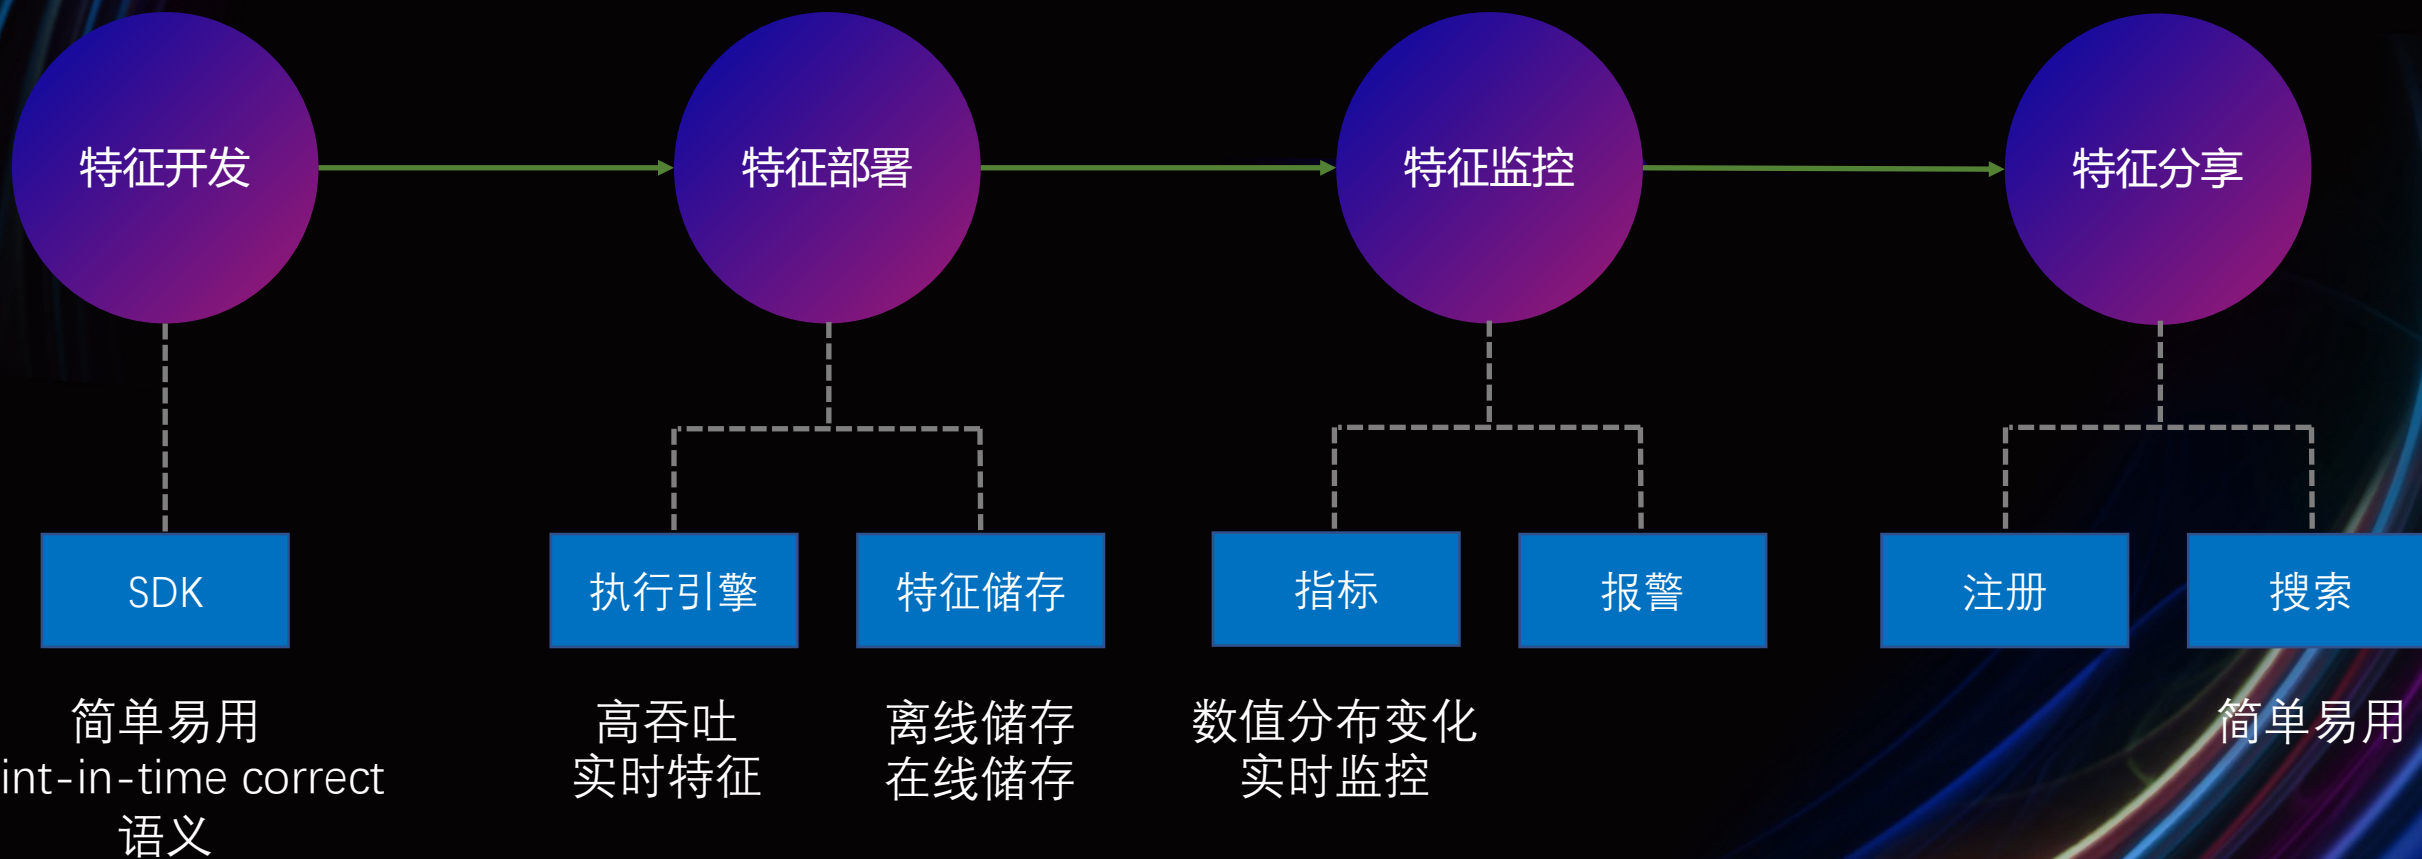 特征开发
特征部署
特征监控
特征分享
SDK
执行引擎
特征储存
指标
报警
注册
搜索
简单易用
int-in-time correct
语义
高吞吐
实时特征
离线储存
在线储存
数值分布变化
实时监控
简单易用